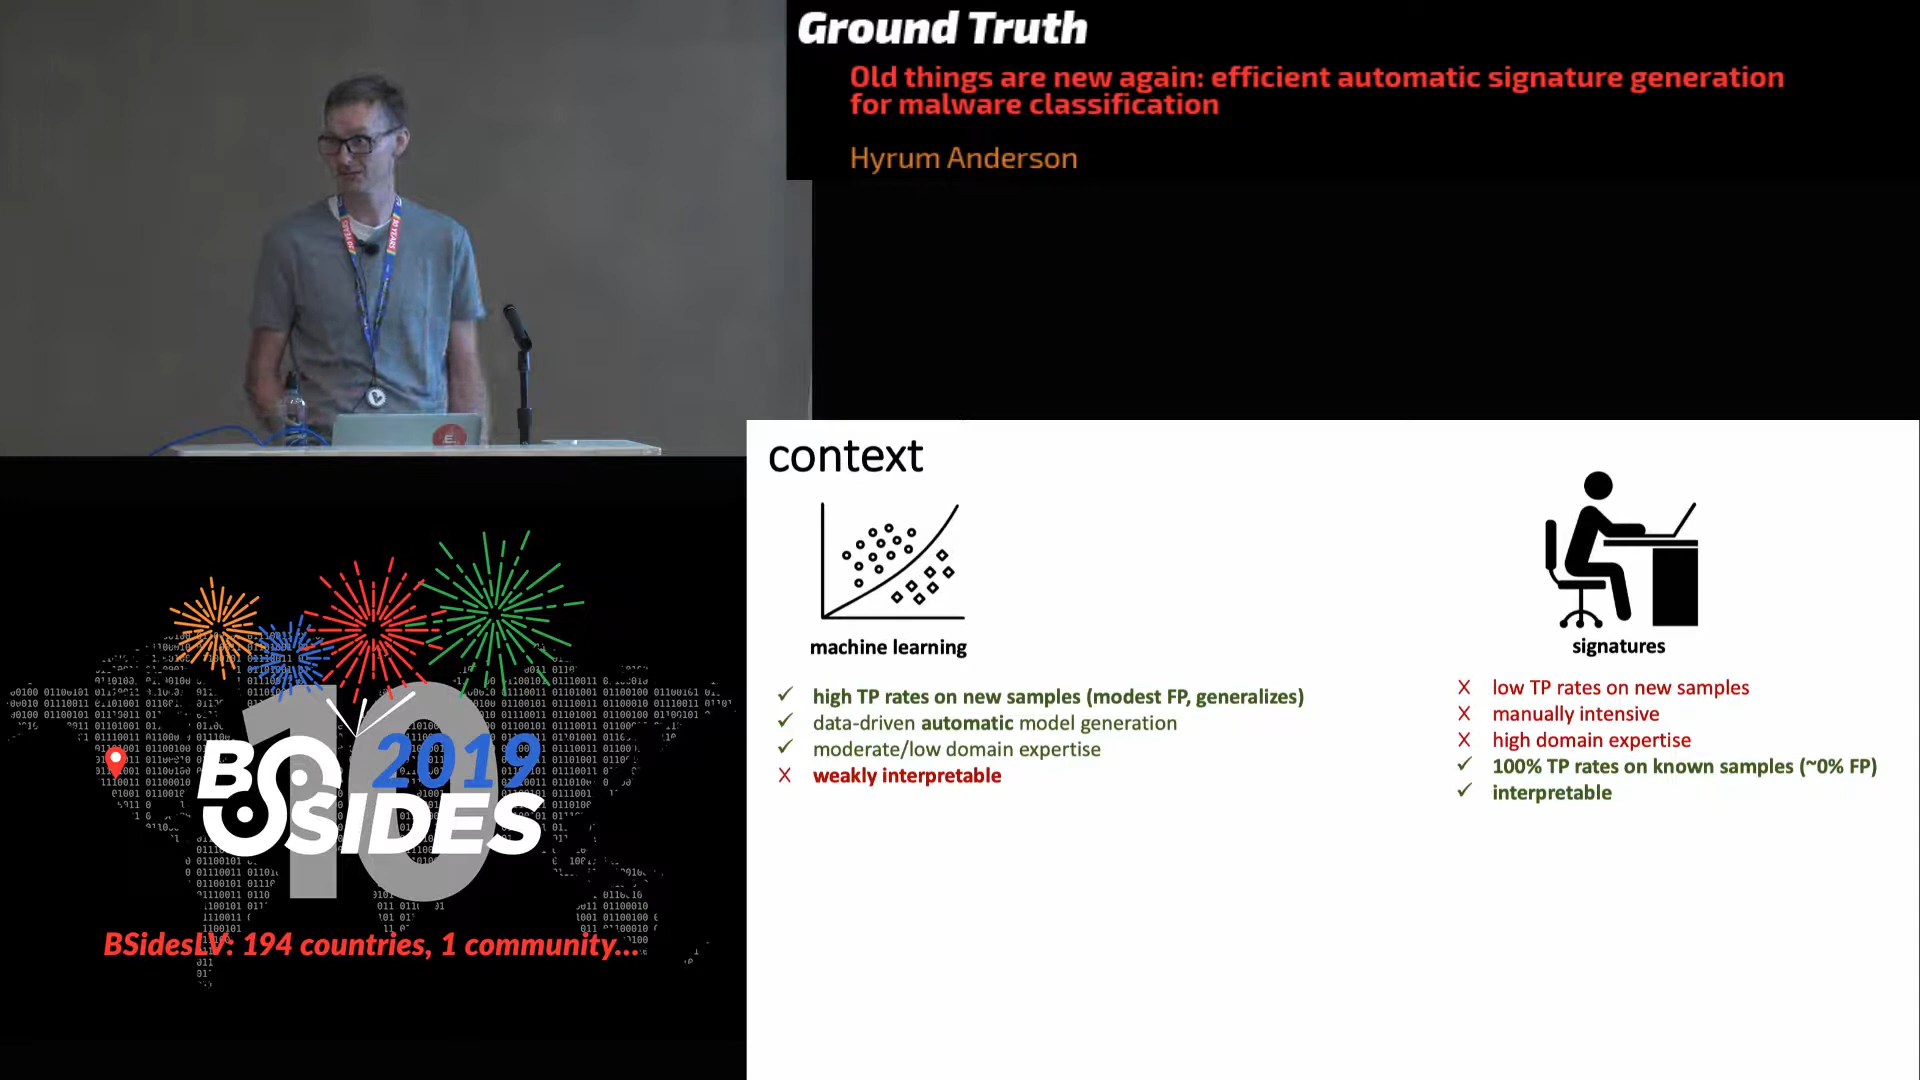 Ground Truth
Old things are new again: efficient automatic signature generation
for malware classification
Hyrum Anderson
context
machine learning
✓ high TP rates on new samples (modest FP, generalizes)
✓ data-driven automatic model generation
✓ moderate/low domain expertise
X weakly interpretable
signatures
X low TP rates on new samples
X manually intensive
X high domain expertise
✓ 100% TP rates on known samples (~0% FP)
✓ interpretable
10
2019
BSIDES
BSidesLV: 194 countries, 1 community...